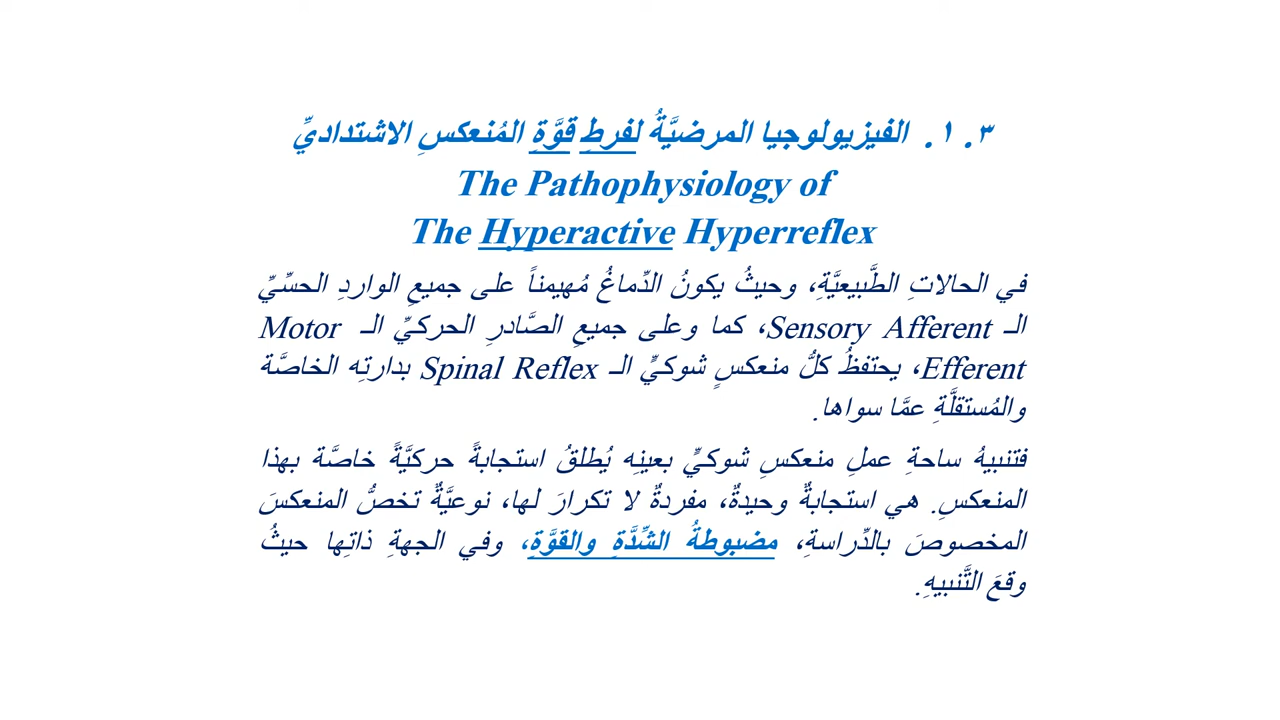 ٣. ١. الفيزيولوجيا المرضيَّةُ لفرطِ قوَّةِ المُنعكسِ الاشتداديِّ
The Pathophysiology of
The Hyperactive Hyperreflex
في الحالاتِ الطَّبيعيَّةِ، وحيثُ يكونُ الدِّماغُ مُهيمناً على جميعِ الواردِ الحسِّيِّ
الـ Sensory Afferent، كما وعلى جميعِ الصَّادرِ الحركيِّ الـ Motor
Efferent، يحتفظُ كلُّ منعكسٍ شوكيٍّ الـ Spinal Reflex بدارتِه الخاصَّة
والمُستقلَّةِ عمَّا سواها.
فتنبيهُ ساحةِ عملِ منعكسِ شوكيٍّ بعينِه يُطلقُ استجابةً حركيَّةً خاصَّة بهذا
المنعكسِ. هي استجابةٌ وحيدةٌ، مفردةٌ لا تكرارَ لها، نوعيَّةٌ تخصُّ المنعكسَ
المخصوصَ بالدِّراسةِ، مضبوطةُ الشِّدَّةِ والقوَّةِ، وفي الجهةِ ذاتِها حيثُ
وقعَ التَّنبيهِ.